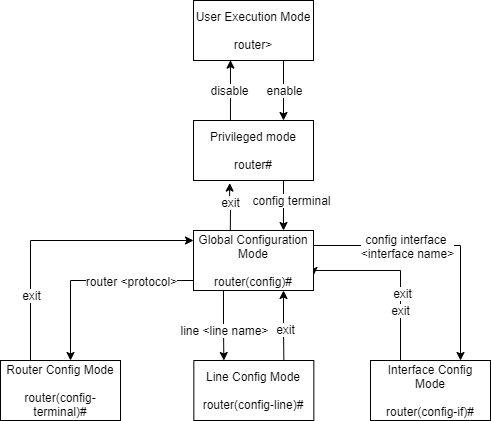 User Execution Mode
router>
disable
enable
Privileged mode
router#
exit
config terminal
Global Configuration
Mode
router(config)#
config interface
<interface name>
router <protocol>
exit
exit
exit
line <line name>
exit
Router Config Mode
router(config-
terminal)#
Line Config Mode
router(config-line)#
Interface Config
Mode
router(config-if)#